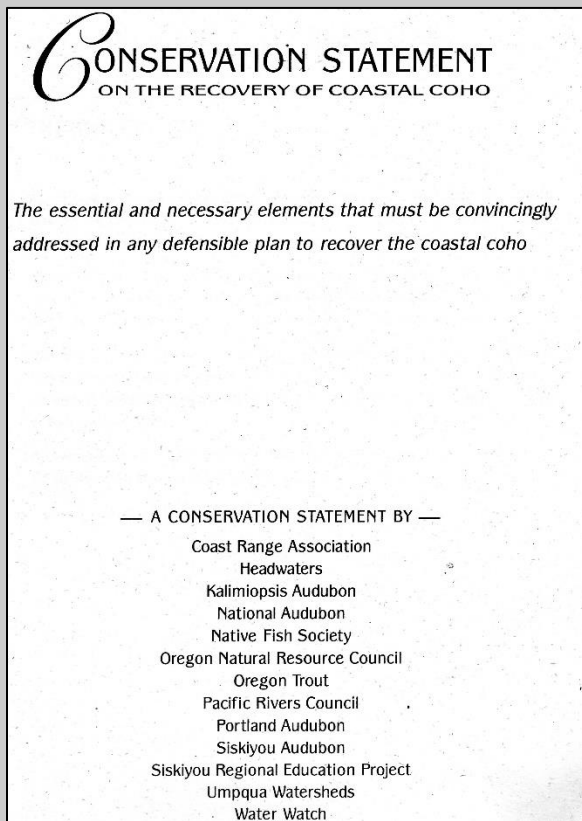 CONSERVATION STATEMENT
ON THE RECOVERY OF COASTAL COHO
The essential and necessary elements that must be convincingly
addressed in any defensible plan to recover the coastal coho
— A CONSERVATION STATEMENT BY —
Coast Range Association
Headwaters
Kalimiopsis Audubon
National Audubon
Native Fish Society
Oregon Natural Resource Council
Oregon Trout
Pacific Rivers Council
Portland Audubon
Siskiyou Audubon
Siskiyou Regional Education Project
Umpqua Watersheds
Water Watch